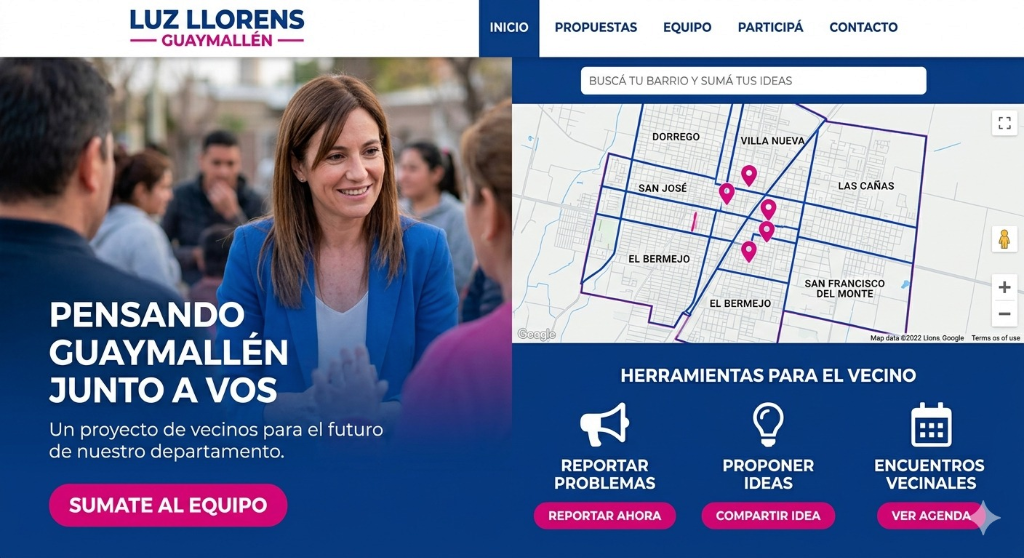 LUZ LLORENS
GUAYMALLÉN
INICIO
PROPUESTAS
EQUIPO
PARTICIPÁ
CONTACTO
PENSANDO
GUAYMALLÉN
JUNTO A VOS
Un proyecto de vecinos para el futuro
de nuestro departamento.
SUMATE AL EQUIPO
BUSCÁ TU BARRIO Y SUMÁ TUS IDEAS
DORREGO
VILLA NUEVA
SAN JOSÉ
LAS CAÑAS
EL BERMEJO
SAN FRANCISCO
DEL MONTE
EL BERMEJO
Google
Map data ©2022 Llons Google
Terms os of use
HERRAMIENTAS PARA EL VECINO
REPORTAR
PROBLEMAS
REPORTAR AHORA
PROPONER
IDEAS
COMPARTIR IDEA
ENCUENTROS
VECINALES
VER AGENDA